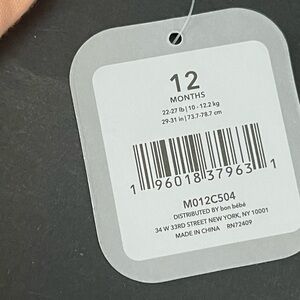 12
MONTHS
22-27 lb | 10 - 12.2 kg
29-31 in | 73.7-78.7 cm
1 96018 37963 1
M012C504
DISTRIBUTED BY bon bébé
34 W 33RD STREET NEW YORK, NY 10001
MADE IN CHINA RN72409